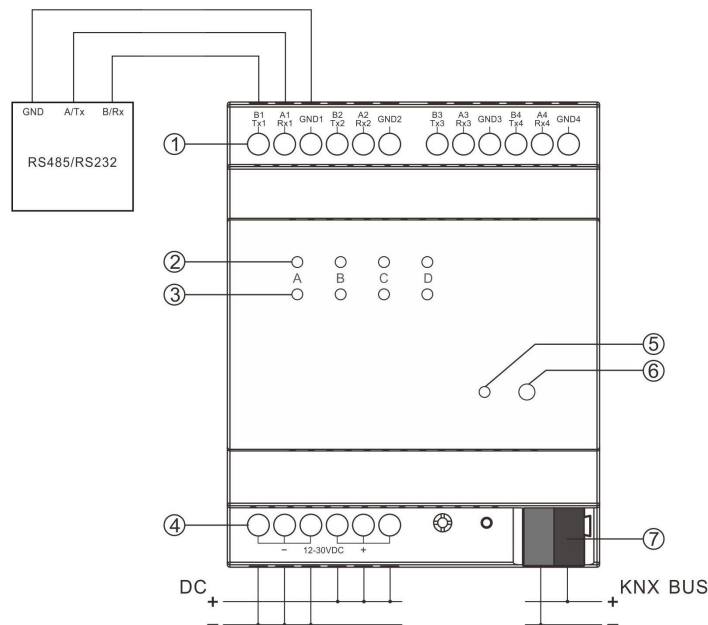 GND A/Tx B/Rx
RS485/RS232
B1 A1 GND1 B2 A2 GND2 B3 A3 GND3 B4 A4 GND4
Tx1 Rx1 Tx2 Rx2 Tx3 Rx3 Tx4 Rx4
①
②
A B C D
③
⑤
⑥
④
⑦
− 12-30VDC +
DC
+
−
KNX BUS
+
−